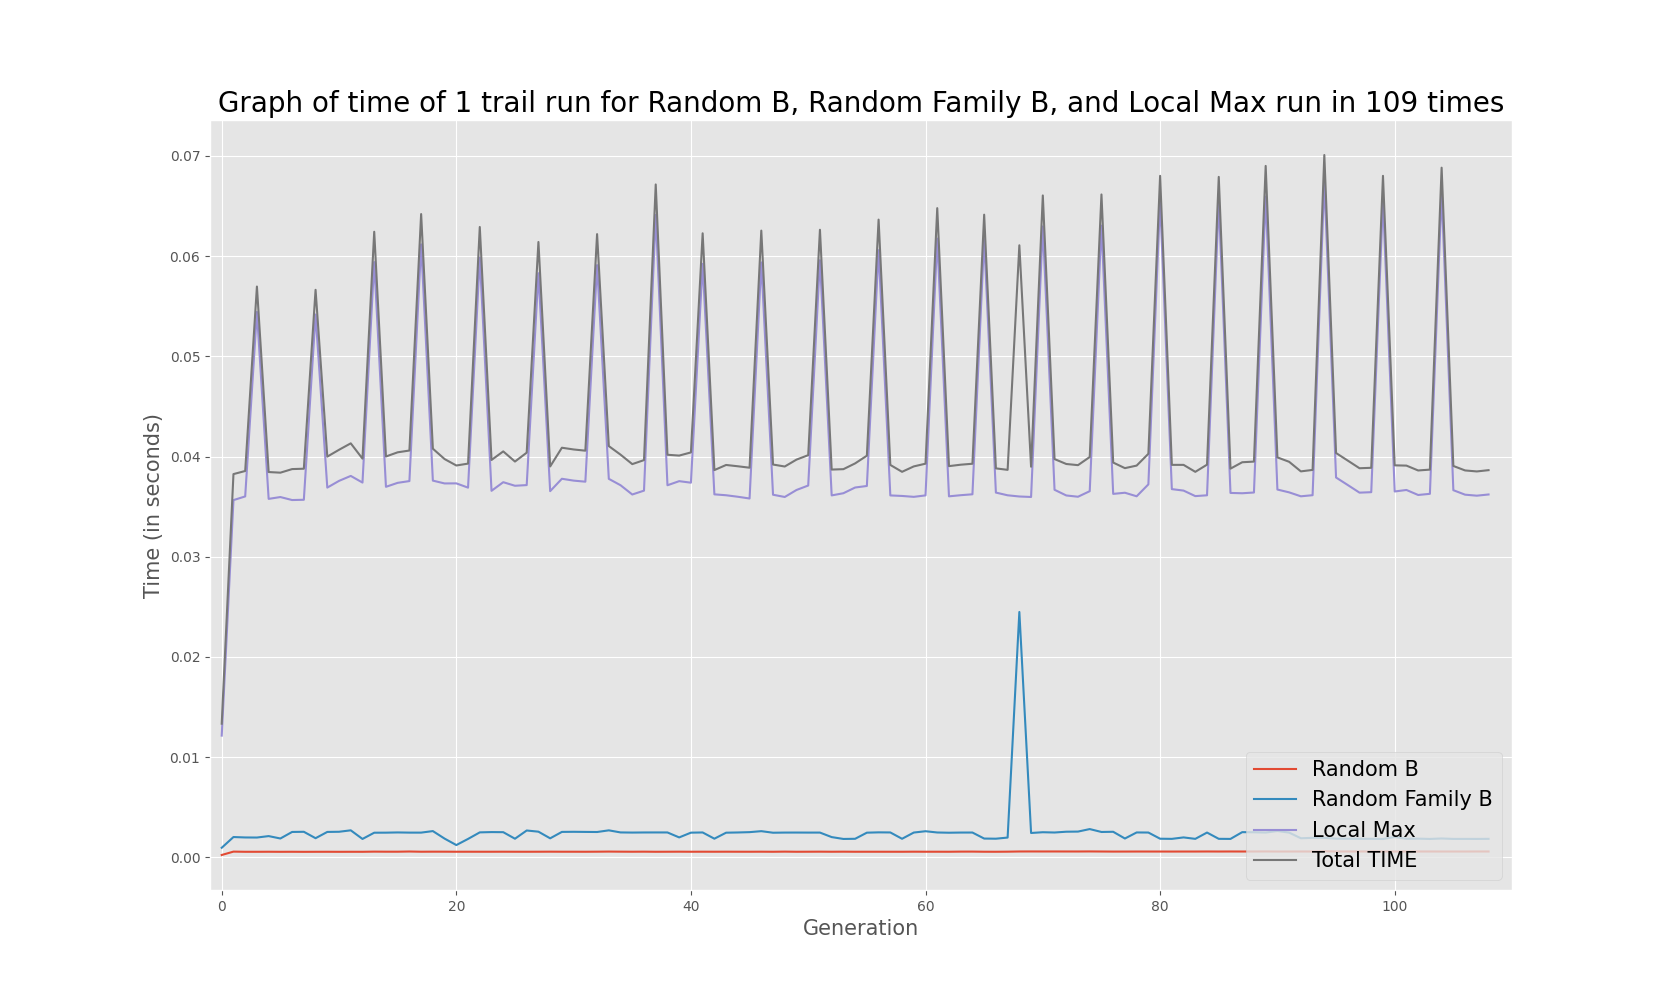 Graph of time of 1 trail run for Random B, Random Family B, and Local Max run in 109 times
Time (in seconds)
0.07
0.06
0.05
0.04
0.03
0.02
0.01
0.00
Random B
Random Family B
Local Max
Total TIME
0 20 40 60 80 100
Generation